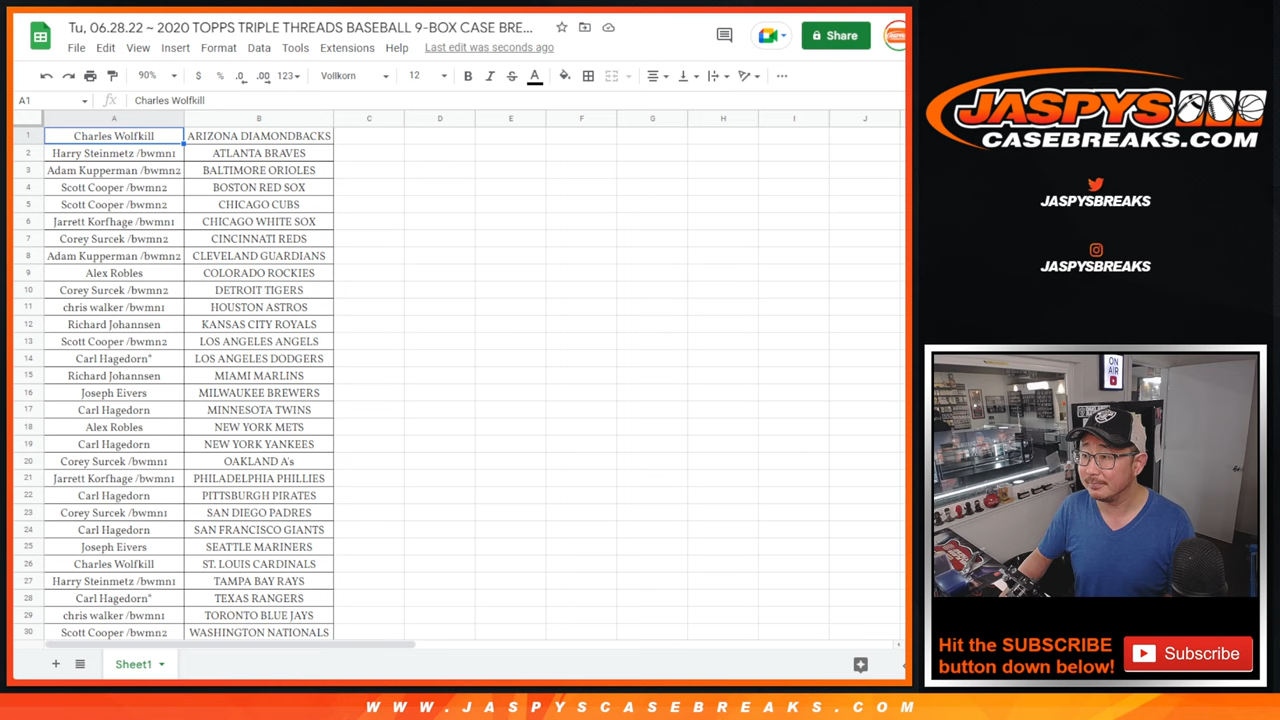 Tu, 06.28.22 ~ 2020 TOPPS TRIPLE THREADS BASEBALL 9-BOX CASE BRE...
File Edit View Insert Format Data Tools Extensions Help Last edit was seconds ago
Share
90% $ % .0 .00 123 Vollkorn 12 B I S A
A1 fx Charles Wolfkill
A B C D E F G H I J
1 Charles Wolfkill ARIZONA DIAMONDBACKS
2 Harry Steinmetz /bwmn1 ATLANTA BRAVES
3 Adam Kupperman /bwmn2 BALTIMORE ORIOLES
4 Scott Cooper /bwmn2 BOSTON RED SOX
5 Scott Cooper /bwmn2 CHICAGO CUBS
6 Jarrett Korfhage /bwmn1 CHICAGO WHITE SOX
7 Corey Surcek /bwmn2 CINCINNATI REDS
8 Adam Kupperman /bwmn2 CLEVELAND GUARDIANS
9 Alex Robles COLORADO ROCKIES
10 Corey Surcek /bwmn2 DETROIT TIGERS
11 chris walker /bwmn1 HOUSTON ASTROS
12 Richard Johannsen KANSAS CITY ROYALS
13 Scott Cooper /bwmn2 LOS ANGELES ANGELS
14 Carl Hagedorn* LOS ANGELES DODGERS
15 Richard Johannsen MIAMI MARLINS
16 Joseph Eivers MILWAUKEE BREWERS
17 Carl Hagedorn MINNESOTA TWINS
18 Alex Robles NEW YORK METS
19 Carl Hagedorn NEW YORK YANKEES
20 Corey Surcek /bwmn1 OAKLAND A's
21 Jarrett Korfhage /bwmn1 PHILADELPHIA PHILLIES
22 Carl Hagedorn PITTSBURGH PIRATES
23 Corey Surcek /bwmn1 SAN DIEGO PADRES
24 Carl Hagedorn SAN FRANCISCO GIANTS
25 Joseph Eivers SEATTLE MARINERS
26 Charles Wolfkill ST. LOUIS CARDINALS
27 Harry Steinmetz /bwmn1 TAMPA BAY RAYS
28 Carl Hagedorn* TEXAS RANGERS
29 chris walker /bwmn1 TORONTO BLUE JAYS
30 Scott Cooper /bwmn2 WASHINGTON NATIONALS
Sheet1
JASPYS
CASEBREAKS.COM
JASPYSBREAKS
JASPYSBREAKS
ON
AIR
Hit the SUBSCRIBE
button down below!
Subscribe
WWW.JASPYSCASEBREAKS.COM